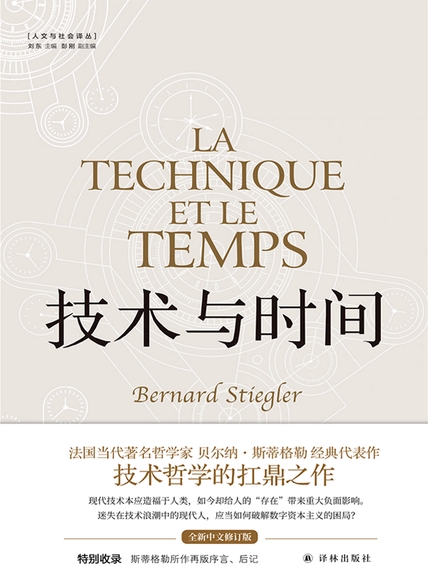 [人文与社会译丛]
刘东 主编 彭刚 副主编
LA
TECHNIQUE
ET LE
TEMPS
技术与时间
Bernard Stiegler
法国当代著名哲学家 贝尔纳·斯蒂格勒 经典代表作
技术哲学的扛鼎之作
现代技术本应造福于人类，如今却给人的“存在”带来重大负面影响。
迷失在技术浪潮中的现代人，应当如何破解数字资本主义的困局？
全新中文修订版
特别收录 斯蒂格勒所作再版序言、后记
译林出版社